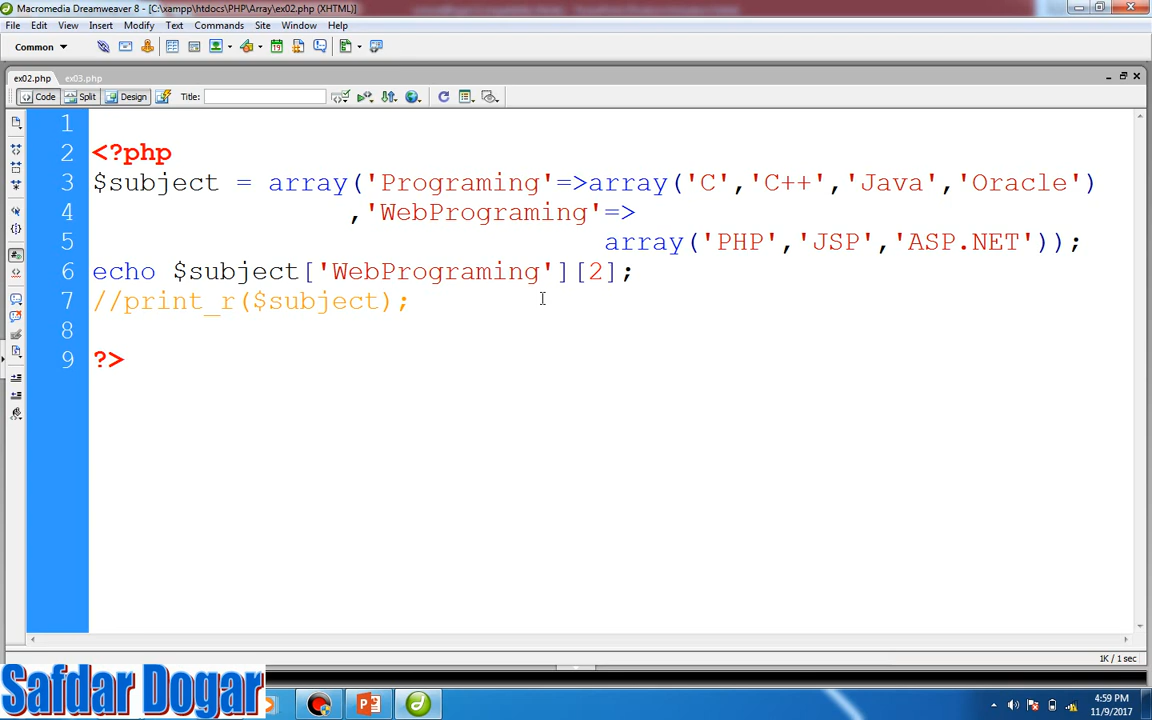 Macromedia Dreamweaver 8 - [C:\xampp\htdocs\PHP\Array\ex02.php (XHTML)]
File Edit View Insert Modify Text Commands Site Window Help
Common
ex02.php ex03.php
Code Split Design Title:
1
2 <?php
3 $subject = array('Programing'=>array('C','C++','Java','Oracle')
4 ,'WebPrograming'=>
5 array('PHP','JSP','ASP.NET'));
6 echo $subject['WebPrograming'][2];
7 //print_r($subject);
8
9 ?>
1K / 1 sec
Safdar Dogar
4:59 PM
11/9/2017